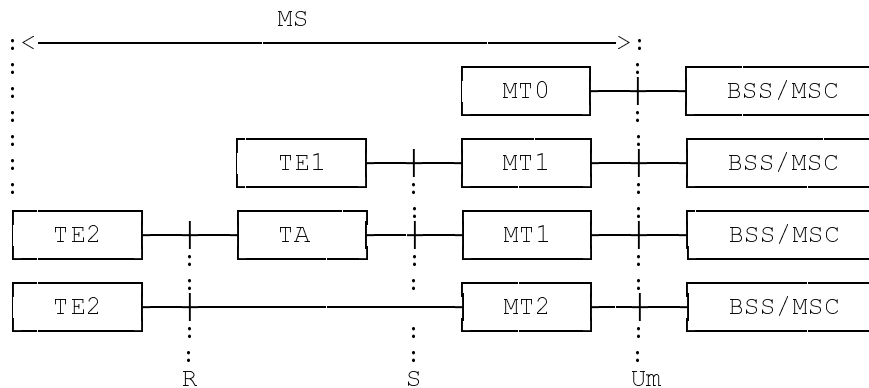 MS
MT0 BSS/MSC
TE1 MT1 BSS/MSC
TE2 TA MT1 BSS/MSC
TE2 MT2 BSS/MSC
R S Um